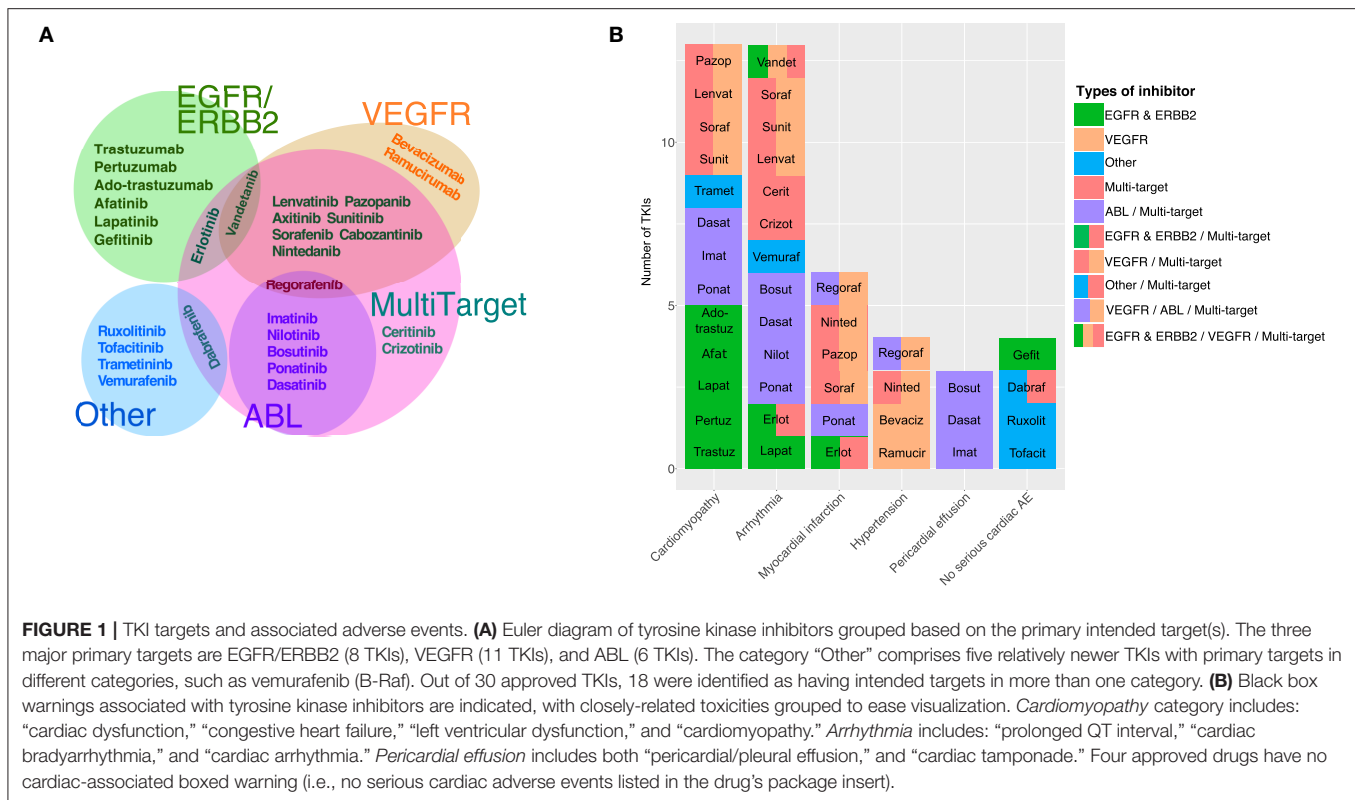 A
EGFR/
ERBB2
VEGFR
Trastuzumab
Pertuzumab
Ado-trastuzumab
Afatinib
Lapatinib
Gefitinib
Erlotinib
Vandetanib
Bevacizumab
Ramucirumab
Lenvatinib Pazopanib
Axitinib Sunitinib
Sorafenib Cabozantinib
Nintedanib
Regorafenib
MultiTarget
Ceritinib
Crizotinib
Imatinib
Nilotinib
Bosutinib
Ponatinib
Dasatinib
Dabrafenib
Ruxolitinib
Tofacitinib
Trametininb
Vemurafenib
Other
ABL
B
Number of TKIs
10
5
0
Pazop
Lenvat
Soraf
Sunit
Tramet
Dasat
Imat
Ponat
Ado-
trastuz
Afat
Lapat
Pertuz
Trastuz
Vandet
Soraf
Sunit
Lenvat
Cerit
Crizot
Vemuraf
Bosut
Dasat
Nilot
Ponat
Erlot
Lapat
Regoraf
Ninted
Pazop
Soraf
Ponat
Erlot
Regoraf
Ninted
Bevaciz
Ramucir
Bosut
Dasat
Imat
Gefit
Dabraf
Ruxolit
Tofacit
Cardiomyopathy
Arrhythmia
Myocardial infarction
Hypertension
Pericardial effusion
No serious cardiac AE
Types of inhibitor
EGFR & ERBB2
VEGFR
Other
Multi-target
ABL / Multi-target
EGFR & ERBB2 / Multi-target
VEGFR / Multi-target
Other / Multi-target
VEGFR / ABL / Multi-target
EGFR & ERBB2 / VEGFR / Multi-target
FIGURE 1 | TKI targets and associated adverse events. (A) Euler diagram of tyrosine kinase inhibitors grouped based on the primary intended target(s). The three
major primary targets are EGFR/ERBB2 (8 TKIs), VEGFR (11 TKIs), and ABL (6 TKIs). The category “Other” comprises five relatively newer TKIs with primary targets in
different categories, such as vemurafenib (B-Raf). Out of 30 approved TKIs, 18 were identified as having intended targets in more than one category. (B) Black box
warnings associated with tyrosine kinase inhibitors are indicated, with closely-related toxicities grouped to ease visualization. Cardiomyopathy category includes:
“cardiac dysfunction,” “congestive heart failure,” “left ventricular dysfunction,” and “cardiomyopathy.” Arrhythmia includes: “prolonged QT interval,” “cardiac
bradyarrhythmia,” and “cardiac arrhythmia.” Pericardial effusion includes both “pericardial/pleural effusion,” and “cardiac tamponade.” Four approved drugs have no
cardiac-associated boxed warning (i.e., no serious cardiac adverse events listed in the drug’s package insert).